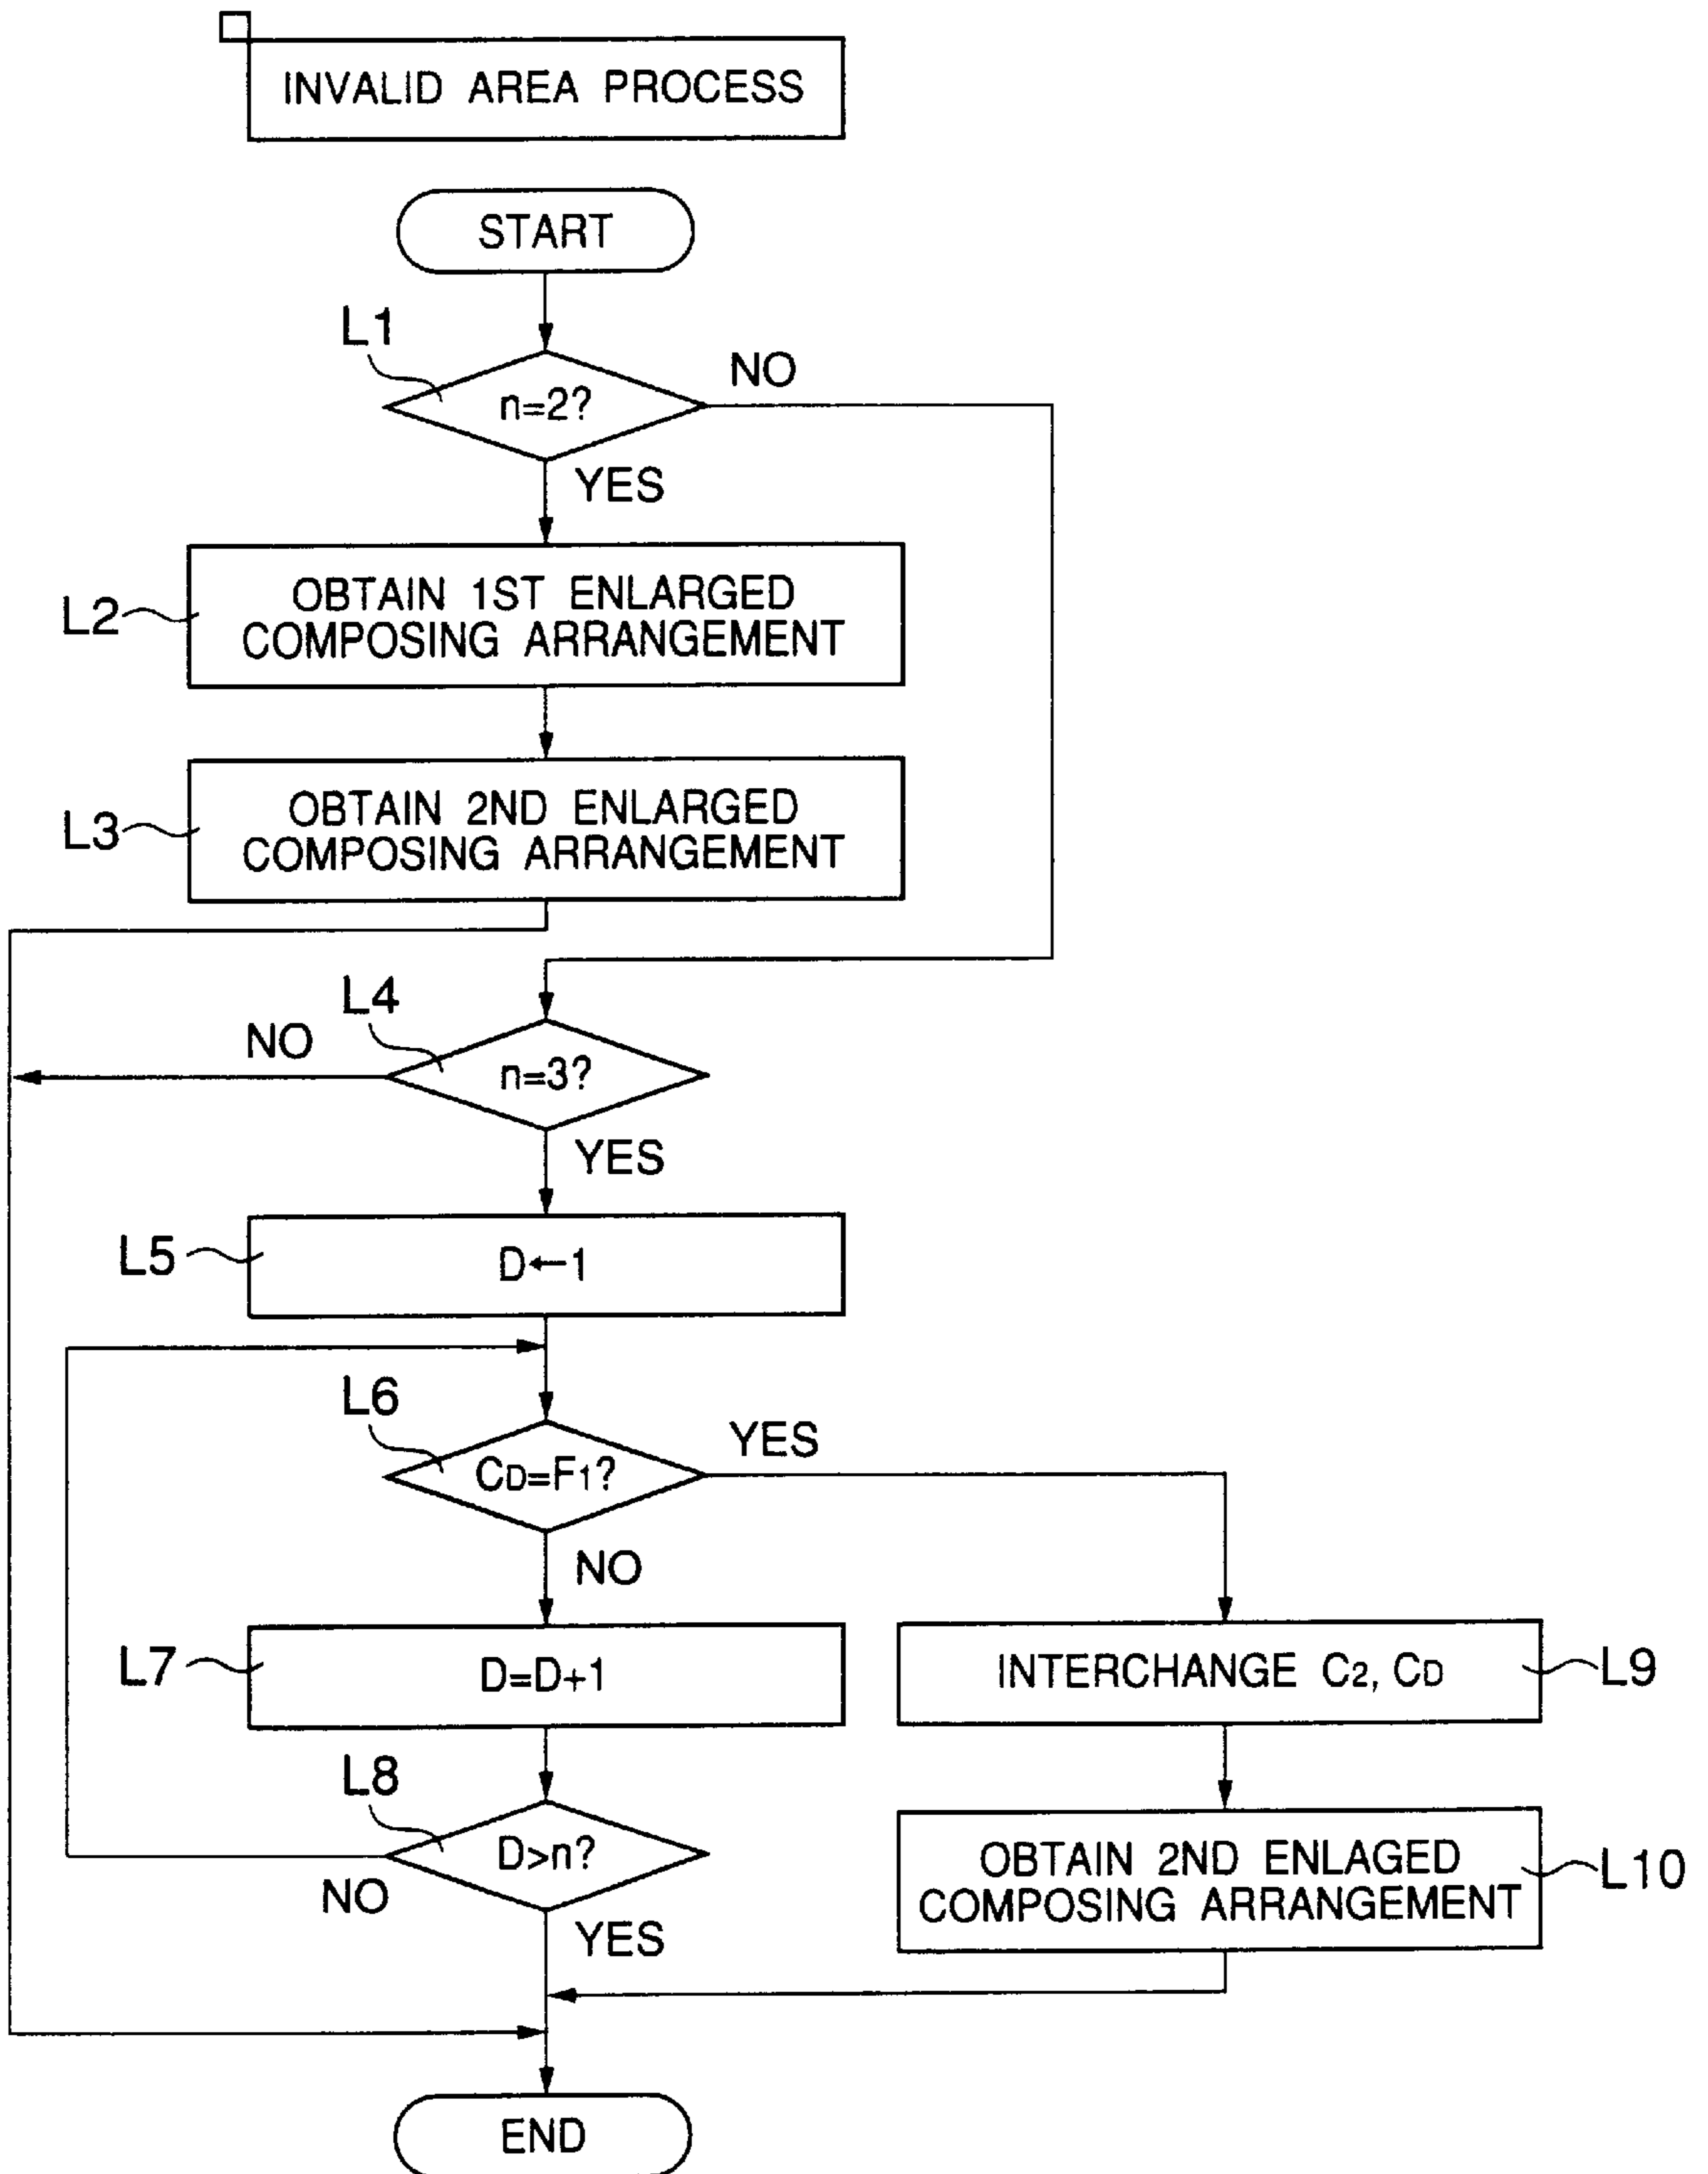 INVALID AREA PROCESS
START
L1
n=2?
NO
YES
L2
OBTAIN 1ST ENLARGED
COMPOSING ARRANGEMENT
L3
OBTAIN 2ND ENLARGED
COMPOSING ARRANGEMENT
L4
NO
n=3?
YES
L5
D←1
L6
CD=F1?
YES
NO
L7
D=D+1
INTERCHANGE C2, CD
L9
L8
D>n?
NO
YES
OBTAIN 2ND ENLAGED
COMPOSING ARRANGEMENT
L10
END